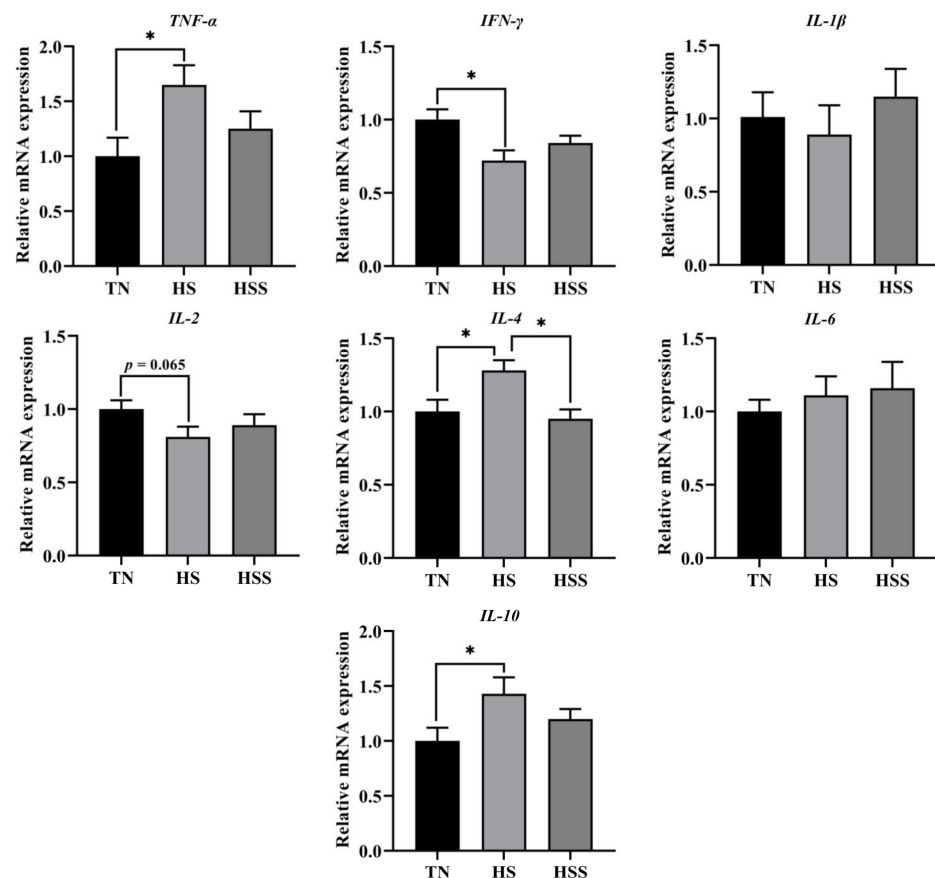 TNF-α
Relative mRNA expression
2.0
1.5
1.0
0.5
0.0
*
TN HS HSS
IFN-γ
Relative mRNA expression
1.5
1.0
0.5
0.0
*
TN HS HSS
IL-1β
Relative mRNA expression
1.5
1.0
0.5
0.0
TN HS HSS
IL-2
Relative mRNA expression
1.5
1.0
0.5
0.0
p = 0.065
TN HS HSS
IL-4
Relative mRNA expression
1.5
1.0
0.5
0.0
* *
TN HS HSS
IL-6
Relative mRNA expression
1.5
1.0
0.5
0.0
TN HS HSS
IL-10
Relative mRNA expression
2.0
1.5
1.0
0.5
0.0
*
TN HS HSS